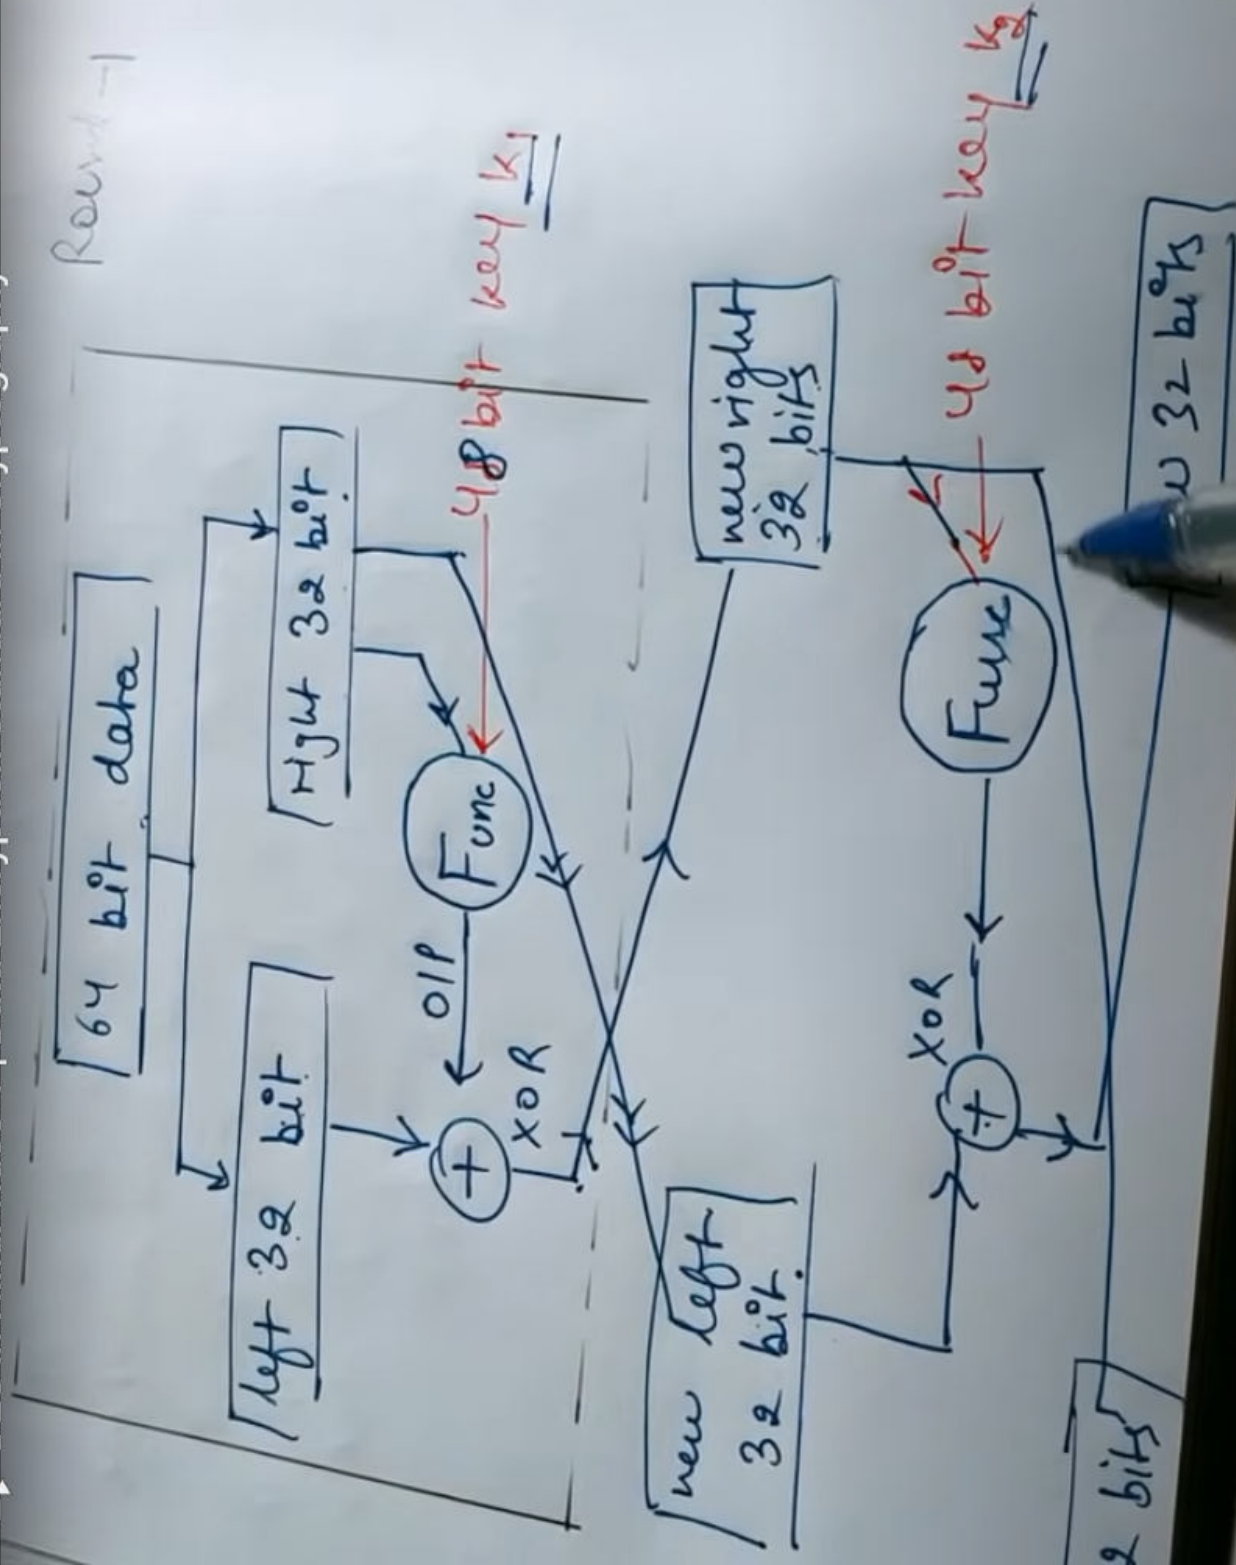 Round-1
64 bit data
left 32 bit
right 32 bit
Func
48 bit key K1
O/P
+
XOR
new left
32 bit.
new right
32 bits
Func
48 bit key K2
XOR
+
32 bits
2 bits